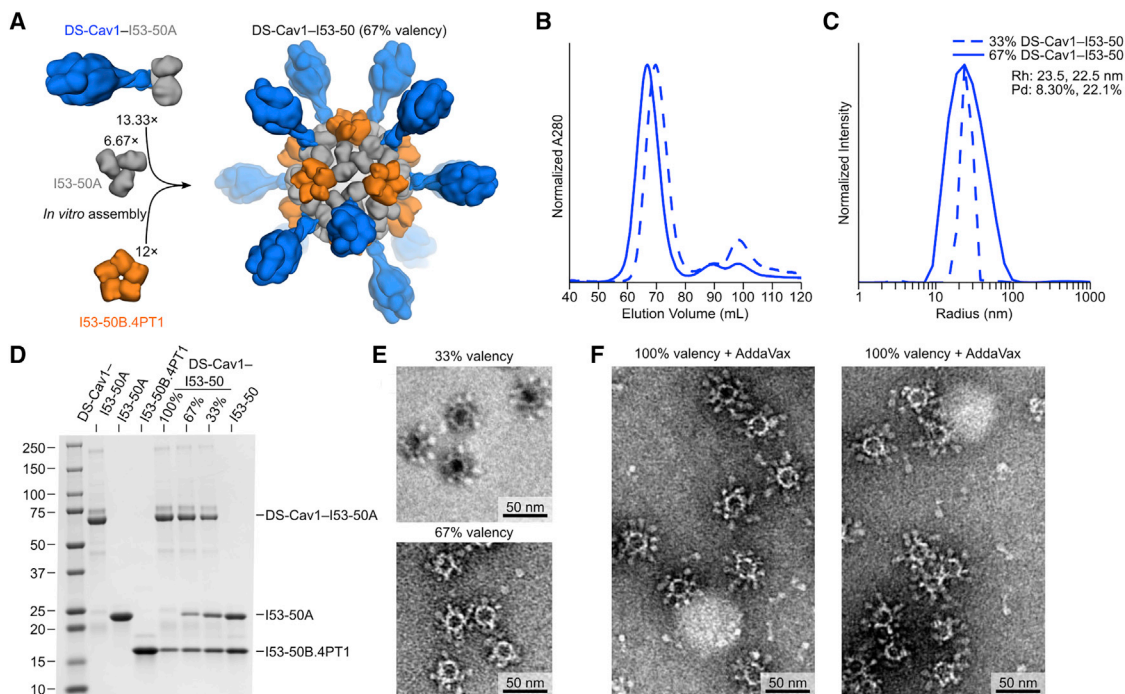 A
DS-Cav1–I53-50A
13.33×
6.67×
I53-50A
In vitro assembly
12×
I53-50B.4PT1
DS-Cav1–I53-50 (67% valency)
B
Normalized A280
40 50 60 70 80 90 100 110 120
Elution Volume (mL)
C
33% DS-Cav1–I53-50
67% DS-Cav1–I53-50
Rh: 23.5, 22.5 nm
Pd: 8.30%, 22.1%
Normalized Intensity
1 10 100 1000
Radius (nm)
D
DS-Cav1–
I53-50A
I53-50A
I53-50B.4PT1
DS-Cav1–
I53-50
100%
67%
33%
I53-50
250
150
100
75
50
37
25
20
15
10
DS-Cav1–I53-50A
I53-50A
I53-50B.4PT1
E
33% valency
50 nm
67% valency
50 nm
F
100% valency + AddaVax
50 nm
100% valency + AddaVax
50 nm